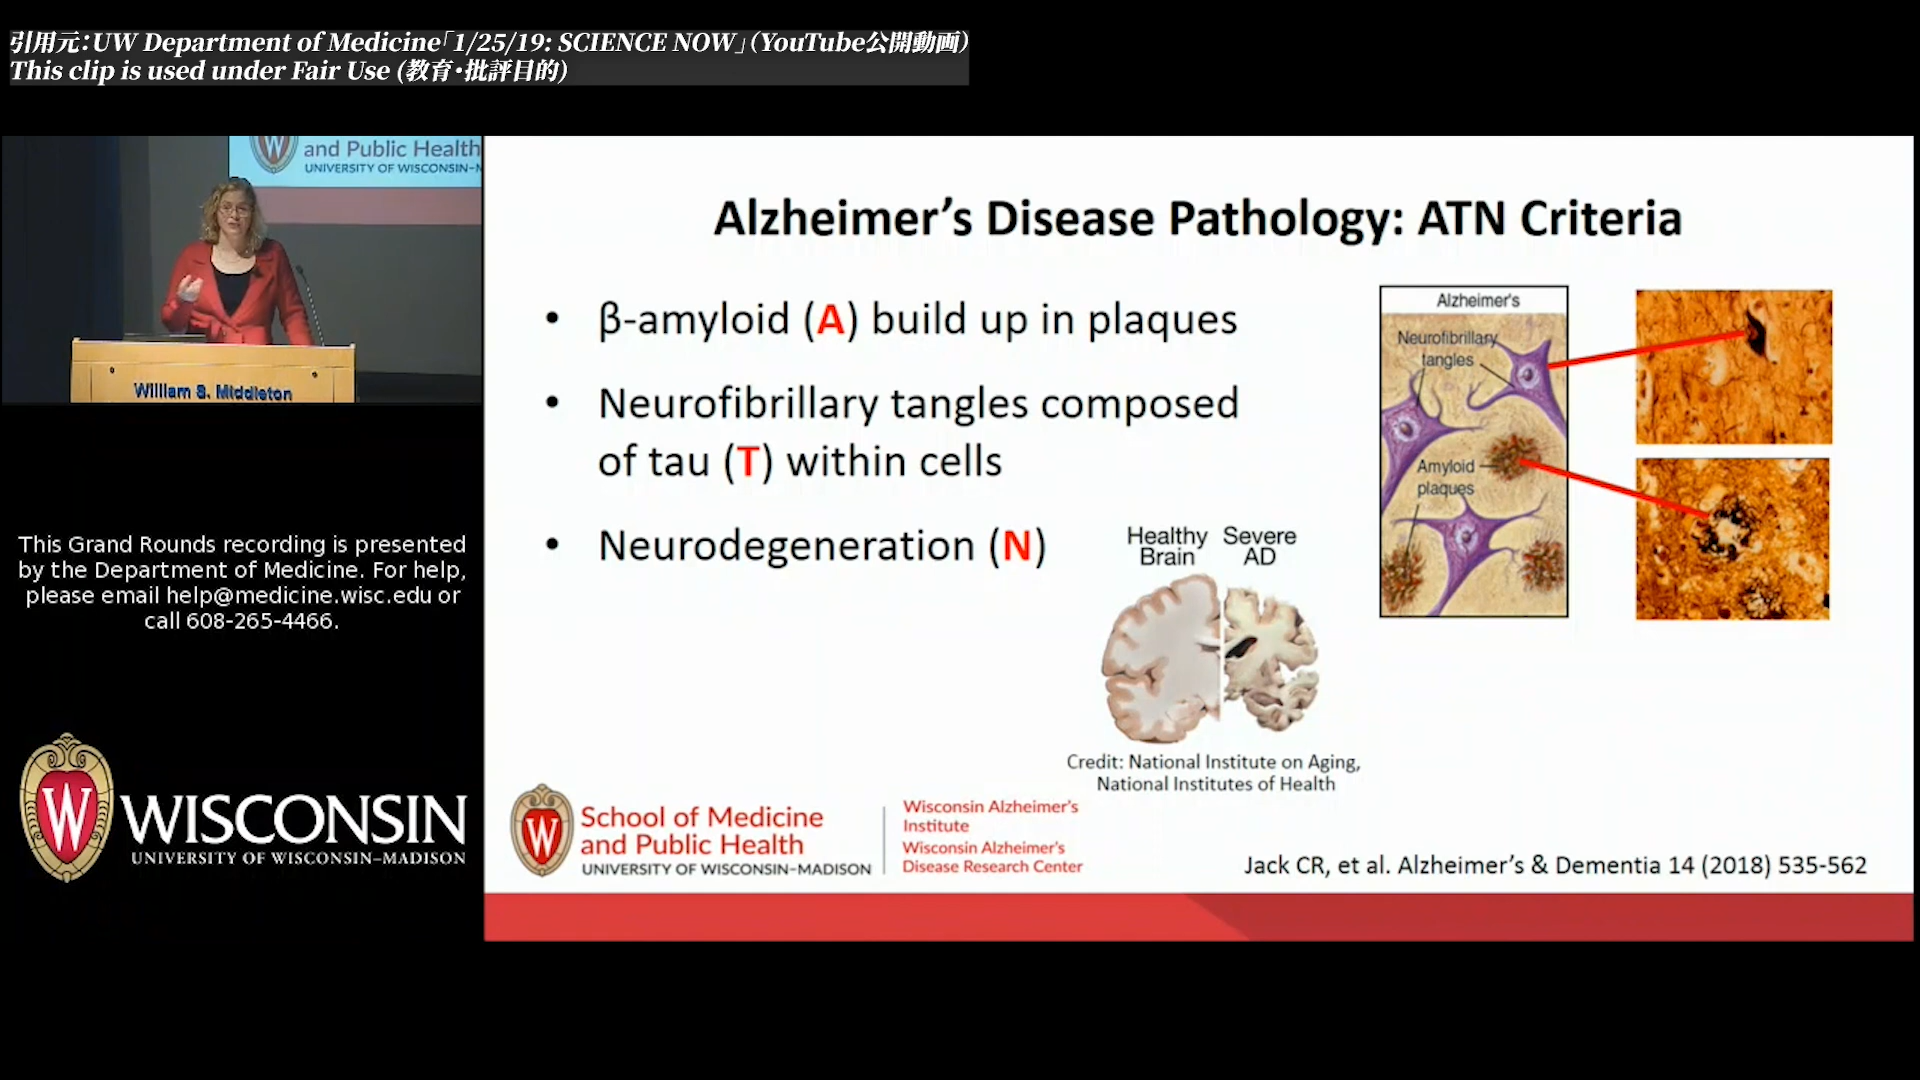 引用元：UW Department of Medicine「1/25/19: SCIENCE NOW」（YouTube公開動画）
This clip is used under Fair Use (教育・批評目的)
and Public Health
UNIVERSITY OF WISCONSIN–M
William S. Middleton
This Grand Rounds recording is presented
by the Department of Medicine. For help,
please email help@medicine.wisc.edu or
call 608-265-4466.
W
WISCONSIN
UNIVERSITY OF WISCONSIN–MADISON
Alzheimer’s Disease Pathology: ATN Criteria
• β-amyloid (A) build up in plaques
• Neurofibrillary tangles composed
of tau (T) within cells
• Neurodegeneration (N)
Alzheimer's
Neurofibrillary
tangles
Amyloid
plaques
Healthy
Brain
Severe
AD
Credit: National Institute on Aging,
National Institutes of Health
W
School of Medicine
and Public Health
UNIVERSITY OF WISCONSIN–MADISON
Wisconsin Alzheimer's
Institute
Wisconsin Alzheimer's
Disease Research Center
Jack CR, et al. Alzheimer’s & Dementia 14 (2018) 535-562